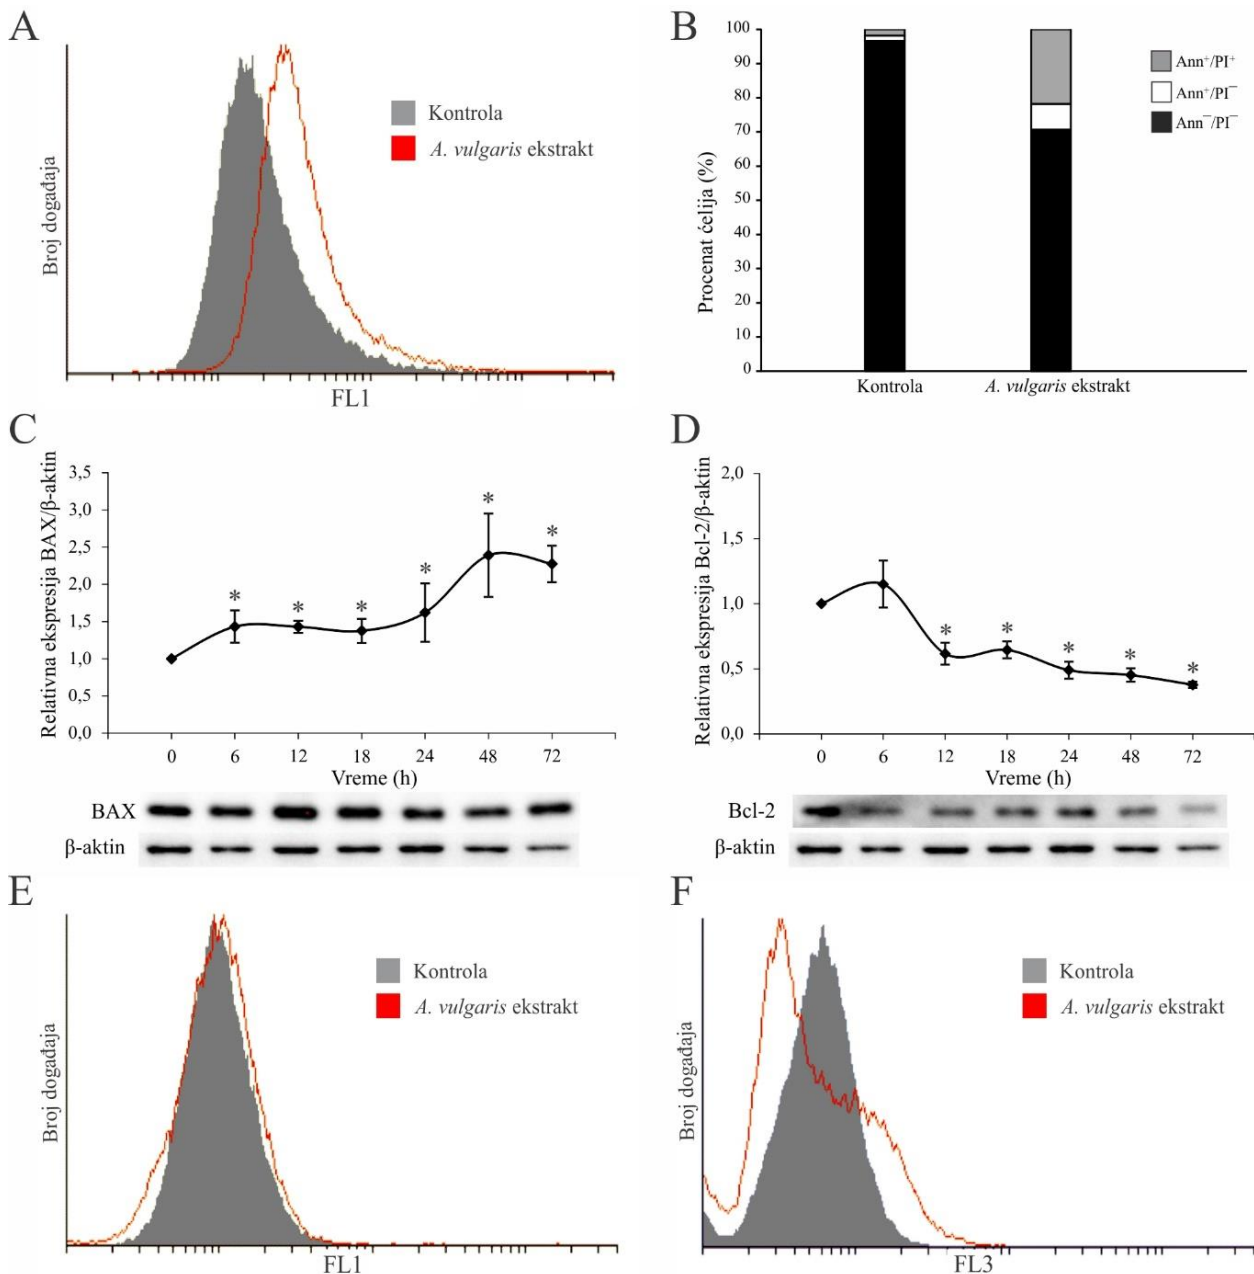 A
Broj događaja
Kontrola
A. vulgaris ekstrakt
FL1
B
Procenat ćelija (%)
100
90
80
70
60
50
40
30
20
10
0
Ann⁺/PI⁺
Ann⁺/PI⁻
Ann⁻/PI⁻
Kontrola
A. vulgaris ekstrakt
C
Relativna ekspresija BAX/β-aktin
3,5
3,0
2,5
2,0
1,5
1,0
0,5
0,0
* * * * * *
0 6 12 18 24 48 72
Vreme (h)
BAX
β-aktin
D
Relativna ekspresija Bcl-2/β-aktin
2,0
1,5
1,0
0,5
0,0
* * * * *
0 6 12 18 24 48 72
Vreme (h)
Bcl-2
β-aktin
E
Broj događaja
Kontrola
A. vulgaris ekstrakt
FL1
F
Broj događaja
Kontrola
A. vulgaris ekstrakt
FL3